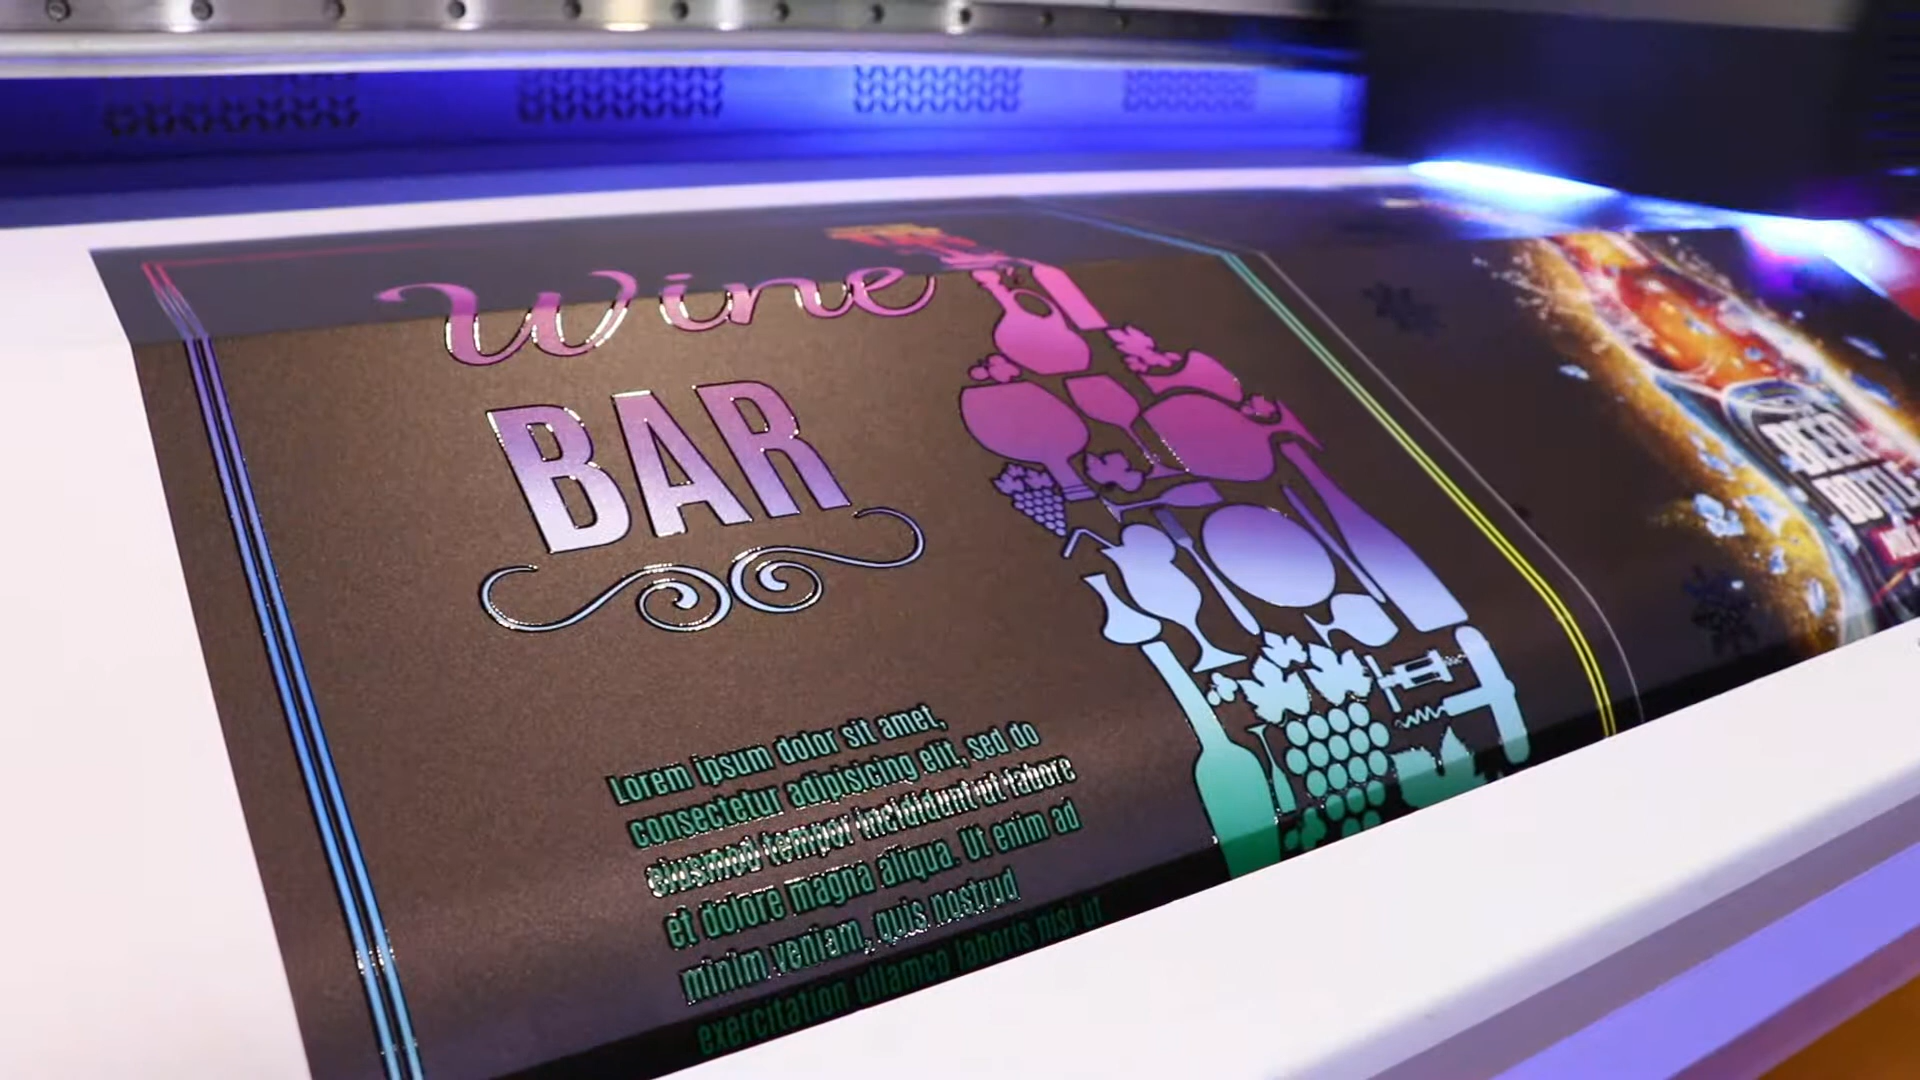 Wine
BAR
Lorem ipsum dolor sit amet,
consectetur adipisicing elit, sed do
eiusmod tempor incididunt ut labore
et dolore magna aliqua. Ut enim ad
minim veniam, quis nostrud
exercitation ullamco laboris nisi ut
BEER
BOTTLE